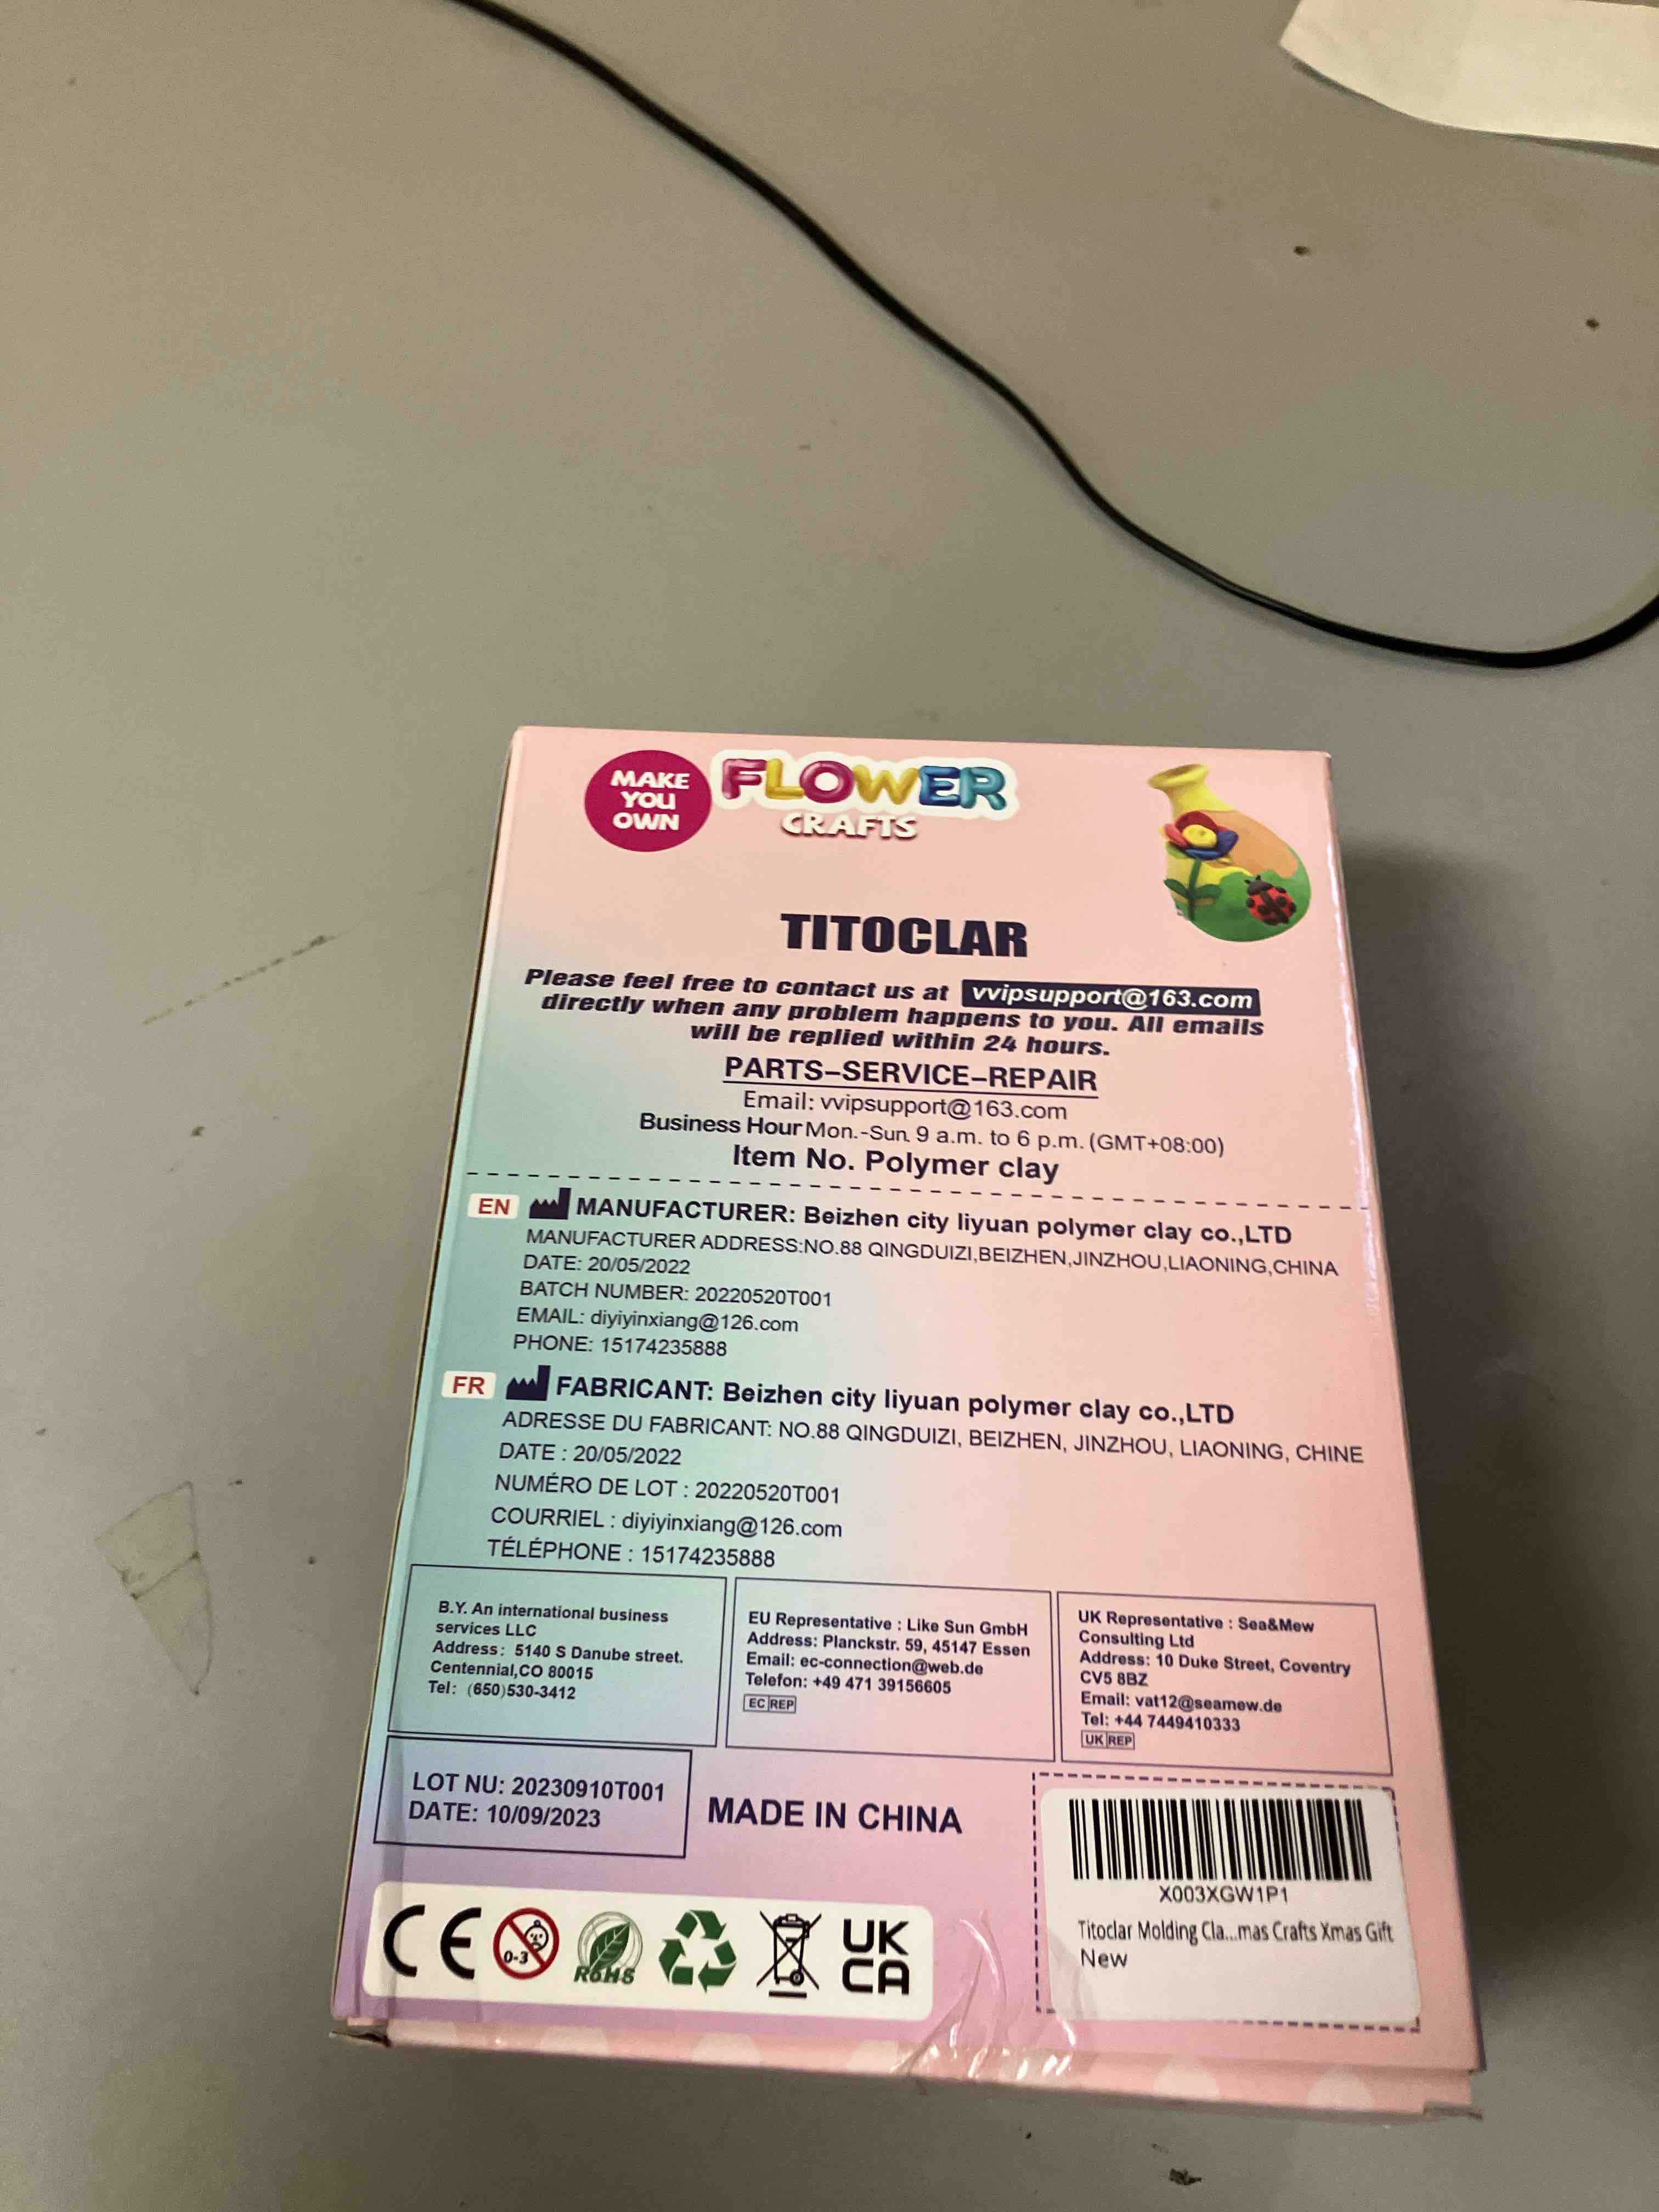 MAKE
YOU
OWN
FLOWER
CRAFTS
TITOCLAR
Please feel free to contact us at vvipsupport@163.com
directly when any problem happens to you. All emails
will be replied within 24 hours.
PARTS-SERVICE-REPAIR
Email: vvipsupport@163.com
Business Hour Mon.-Sun. 9 a.m. to 6 p.m. (GMT+08:00)
Item No. Polymer clay
EN MANUFACTURER: Beizhen city liyuan polymer clay co.,LTD
MANUFACTURER ADDRESS:NO.88 QINGDUIZI,BEIZHEN,JINZHOU,LIAONING,CHINA
DATE: 20/05/2022
BATCH NUMBER: 20220520T001
EMAIL: diyiyinxiang@126.com
PHONE: 15174235888
FR FABRICANT: Beizhen city liyuan polymer clay co.,LTD
ADRESSE DU FABRICANT: NO.88 QINGDUIZI, BEIZHEN, JINZHOU, LIAONING, CHINE
DATE : 20/05/2022
NUMÉRO DE LOT : 20220520T001
COURRIEL : diyiyinxiang@126.com
TÉLÉPHONE : 15174235888
B.Y. An international business
services LLC
Address: 5140 S Danube street.
Centennial,CO 80015
Tel: (650)530-3412
EU Representative : Like Sun GmbH
Address: Planckstr. 59, 45147 Essen
Email: ec-connection@web.de
Telefon: +49 471 39156605
EC REP
UK Representative : Sea&Mew
Consulting Ltd
Address: 10 Duke Street, Coventry
CV5 8BZ
Email: vat12@seamew.de
Tel: +44 7449410333
UK REP
LOT NU: 20230910T001
DATE: 10/09/2023
MADE IN CHINA
X003XGW1P1
Titoclar Molding Cla...mas Crafts Xmas Gift
New
CE
0-3
RoHS
UK
CA